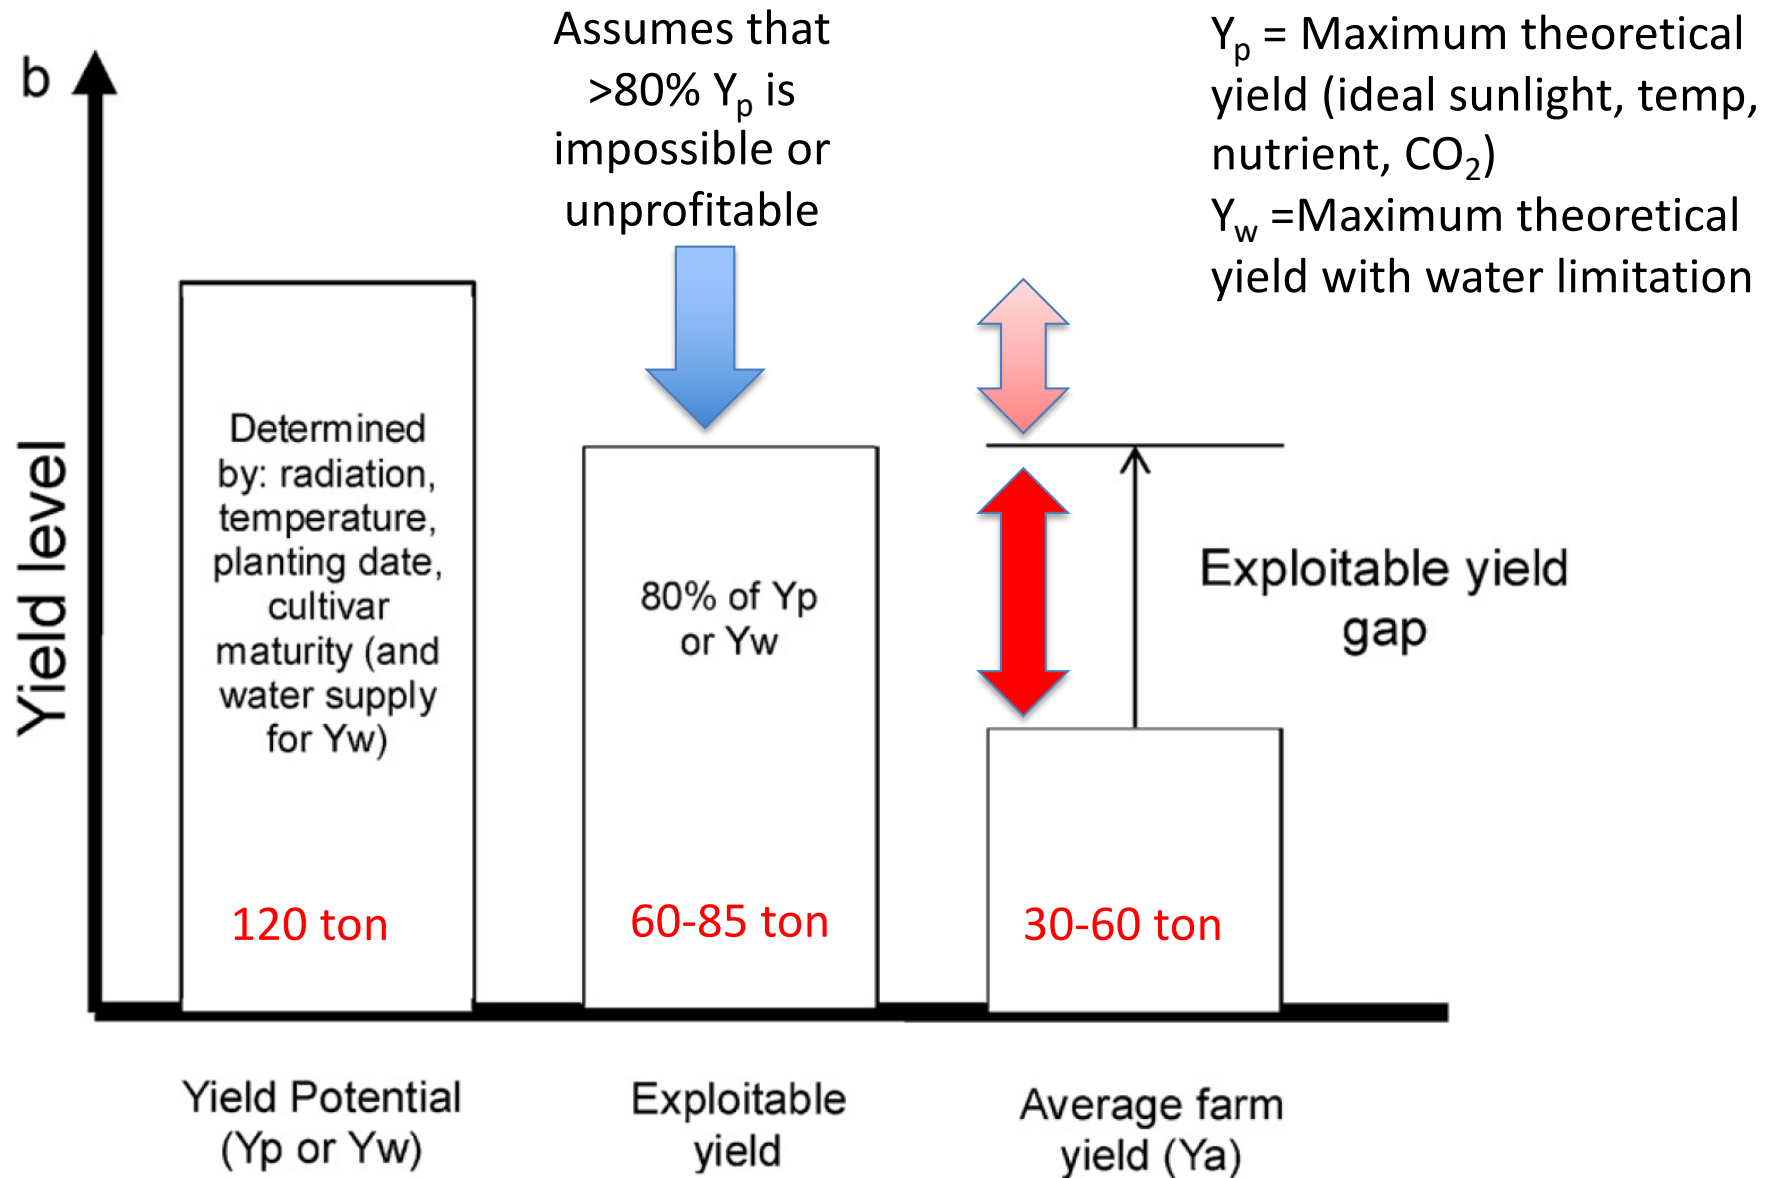 b
Assumes that
>80% Yp is
impossible or
unprofitable
Yp = Maximum theoretical
yield (ideal sunlight, temp,
nutrient, CO2)
Yw =Maximum theoretical
yield with water limitation
Yield level
Determined
by: radiation,
temperature,
planting date,
cultivar
maturity (and
water supply
for Yw)
120 ton
80% of Yp
or Yw
60-85 ton
Exploitable yield
gap
30-60 ton
Yield Potential
(Yp or Yw)
Exploitable
yield
Average farm
yield (Ya)